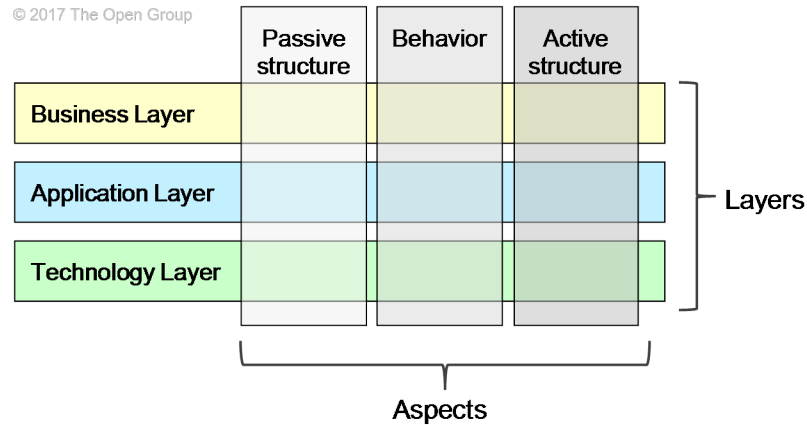 © 2017 The Open Group
Passive
structure
Behavior
Active
structure
Business Layer
Application Layer
Technology Layer
Layers
Aspects